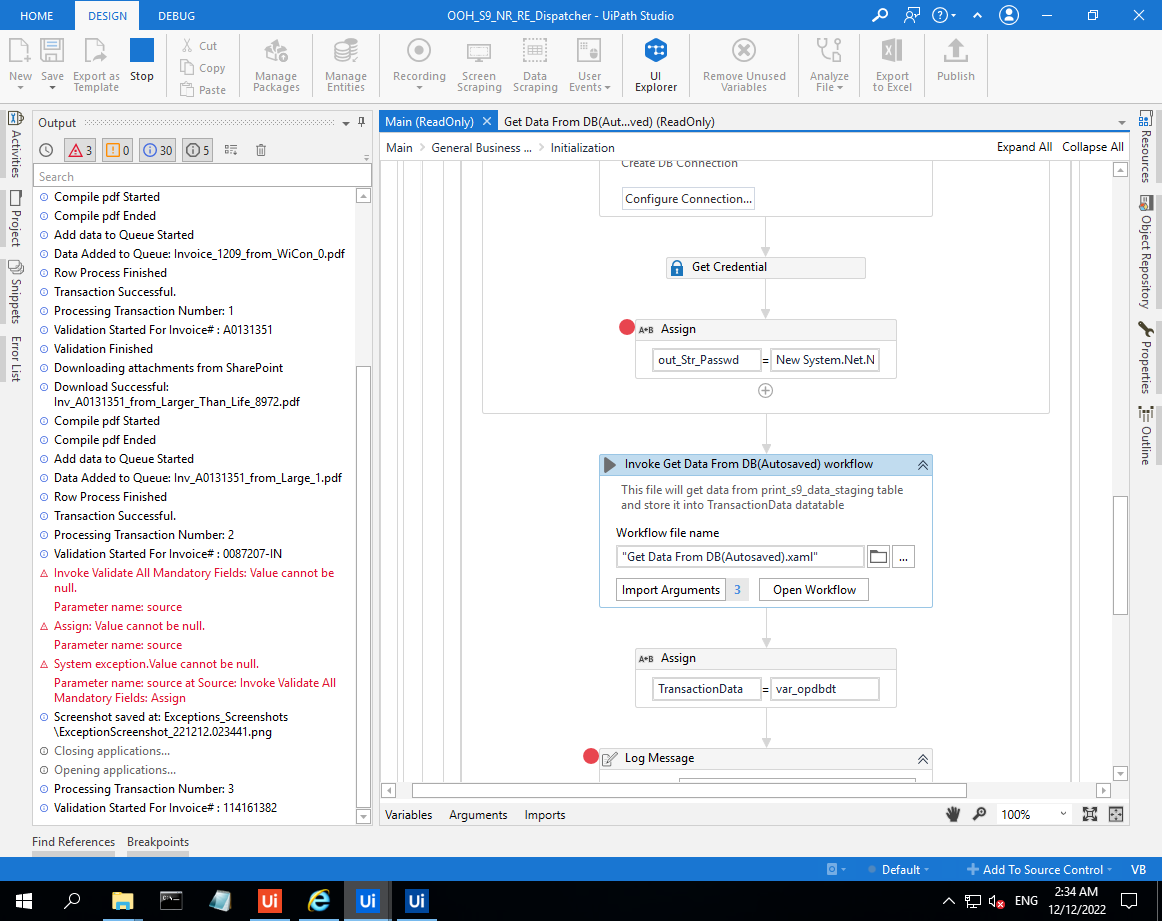 HOME
DESIGN
DEBUG
OOH_S9_NR_RE_Dispatcher - UiPath Studio
New
Save
Export as
Template
Stop
Cut
Copy
Paste
Manage
Packages
Manage
Entities
Recording
Screen
Scraping
Data
Scraping
User
Events
UI
Explorer
Remove Unused
Variables
Analyze
File
Export
to Excel
Publish
Activities
Project
Snippets
Error List
Output
3
0
30
5
Search
Compile pdf Started
Compile pdf Ended
Add data to Queue Started
Data Added to Queue: Invoice_1209_from_WiCon_0.pdf
Row Process Finished
Transaction Successful.
Processing Transaction Number: 1
Validation Started For Invoice# : A0131351
Validation Finished
Downloading attachments from SharePoint
Download Successful:
Inv_A0131351_from_Larger_Than_Life_8972.pdf
Compile pdf Started
Compile pdf Ended
Add data to Queue Started
Data Added to Queue: Inv_A0131351_from_Large_1.pdf
Row Process Finished
Transaction Successful.
Processing Transaction Number: 2
Validation Started For Invoice# : 0087207-IN
Invoke Validate All Mandatory Fields: Value cannot be
null.
Parameter name: source
Assign: Value cannot be null.
Parameter name: source
System exception.Value cannot be null.
Parameter name: source at Source: Invoke Validate All
Mandatory Fields: Assign
Screenshot saved at: Exceptions_Screenshots
\ExceptionScreenshot_221212.023441.png
Closing applications...
Opening applications...
Processing Transaction Number: 3
Validation Started For Invoice# : 114161382
Find References
Breakpoints
Main (ReadOnly)
Get Data From DB(Aut...ved) (ReadOnly)
Main
General Business ...
Initialization
Expand All
Collapse All
Create DB Connection
Configure Connection...
Get Credential
A+B Assign
out_Str_Passwd
=
New System.Net.N
Invoke Get Data From DB(Autosaved) workflow
This file will get data from print_s9_data_staging table
and store it into TransactionData datatable
Workflow file name
"Get Data From DB(Autosaved).xaml"
...
Import Arguments
3
Open Workflow
A+B Assign
TransactionData
=
var_opdbdt
Log Message
Variables
Arguments
Imports
100%
Resources
Object Repository
Properties
Outline
Default
Add To Source Control
VB
Ui
Ui
Ui
ENG
2:34 AM
12/12/2022